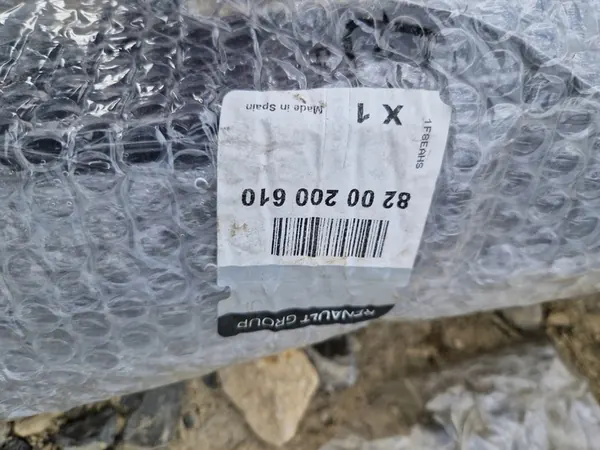 RENAULT GROUP
82 00 200 610
1F8EAHS
X 1
Made in Spain